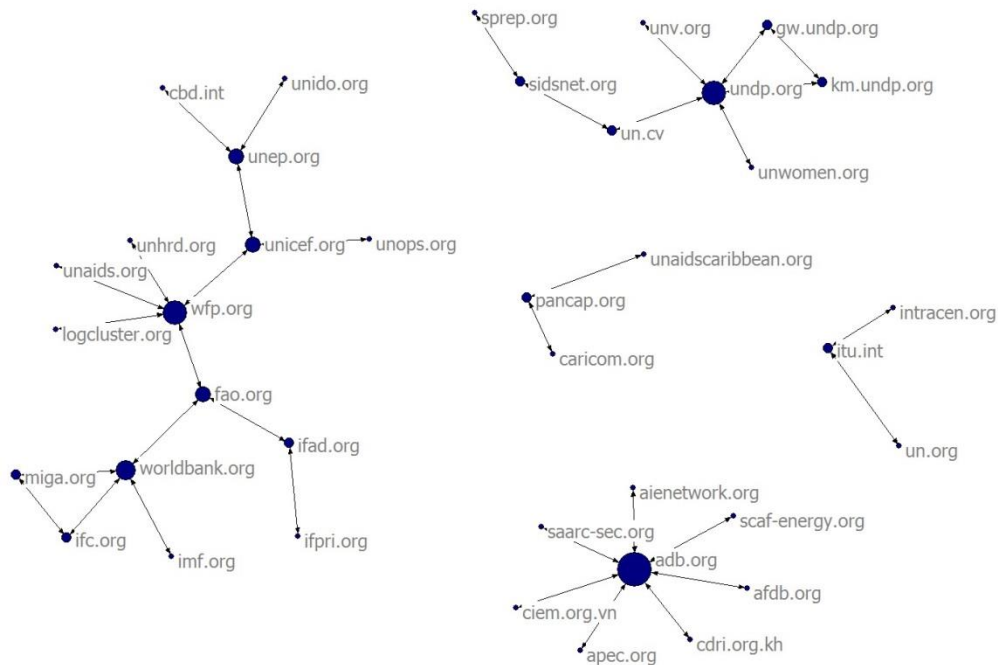 sprep.org
unv.org
gw.undp.org
cbd.int
unido.org
sidsnet.org
undp.org
km.undp.org
un.cv
unep.org
unwomen.org
unhrd.org
unicef.org
unops.org
unaids.org
unaidscaribbean.org
wfp.org
pancap.org
intracen.org
logcluster.org
caricom.org
itu.int
fao.org
ifad.org
un.org
miga.org
worldbank.org
aienetwork.org
scaf-energy.org
saarc-sec.org
ifc.org
imf.org
ifpri.org
adb.org
afdb.org
ciem.org.vn
cdri.org.kh
apec.org